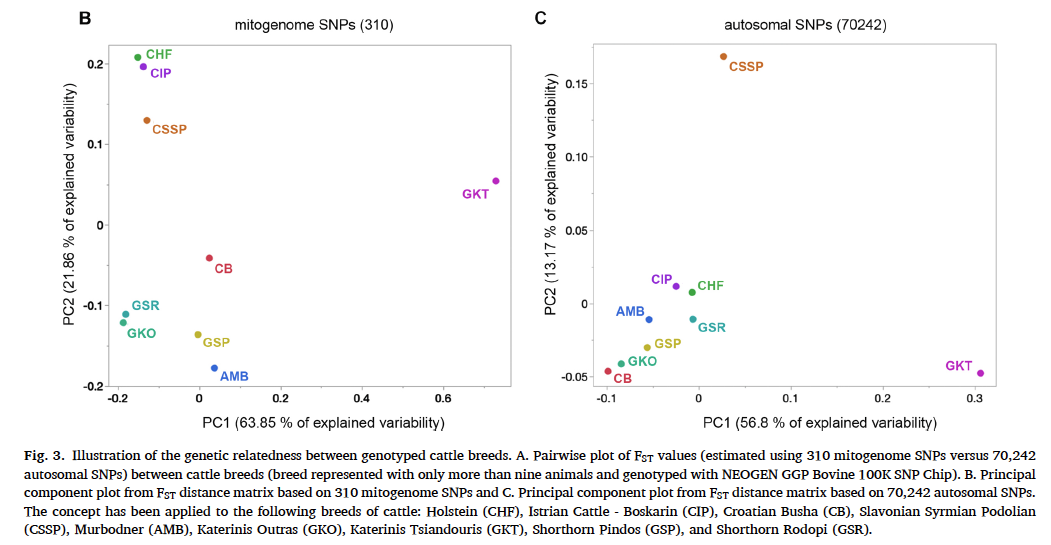 B
mitogenome SNPs (310)
PC2 (21.86 % of explained variability)
0.2
0.1
0
-0.1
-0.2
CHF
CIP
CSSP
GKT
CB
GSR
GKO
GSP
AMB
-0.2
0
0.2
0.4
0.6
PC1 (63.85 % of explained variability)
C
autosomal SNPs (70242)
PC2 (13.17 % of explained variability)
0.15
0.10
0.05
0
-0.05
CSSP
CIP
CHF
AMB
GSR
GSP
GKO
CB
GKT
-0.1
0
0.1
0.2
0.3
PC1 (56.8 % of explained variability)
Fig. 3. Illustration of the genetic relatedness between genotyped cattle breeds. A. Pairwise plot of FST values (estimated using 310 mitogenome SNPs versus 70,242
autosomal SNPs) between cattle breeds (breed represented with only more than nine animals and genotyped with NEOGEN GGP Bovine 100K SNP Chip). B. Principal
component plot from FST distance matrix based on 310 mitogenome SNPs and C. Principal component plot from FST distance matrix based on 70,242 autosomal SNPs.
The concept has been applied to the following breeds of cattle: Holstein (CHF), Istrian Cattle - Boskarin (CIP), Croatian Busha (CB), Slavonian Syrmian Podolian
(CSSP), Murbodner (AMB), Katerinis Outras (GKO), Katerinis Tsiandouris (GKT), Shorthorn Pindos (GSP), and Shorthorn Rodopi (GSR).